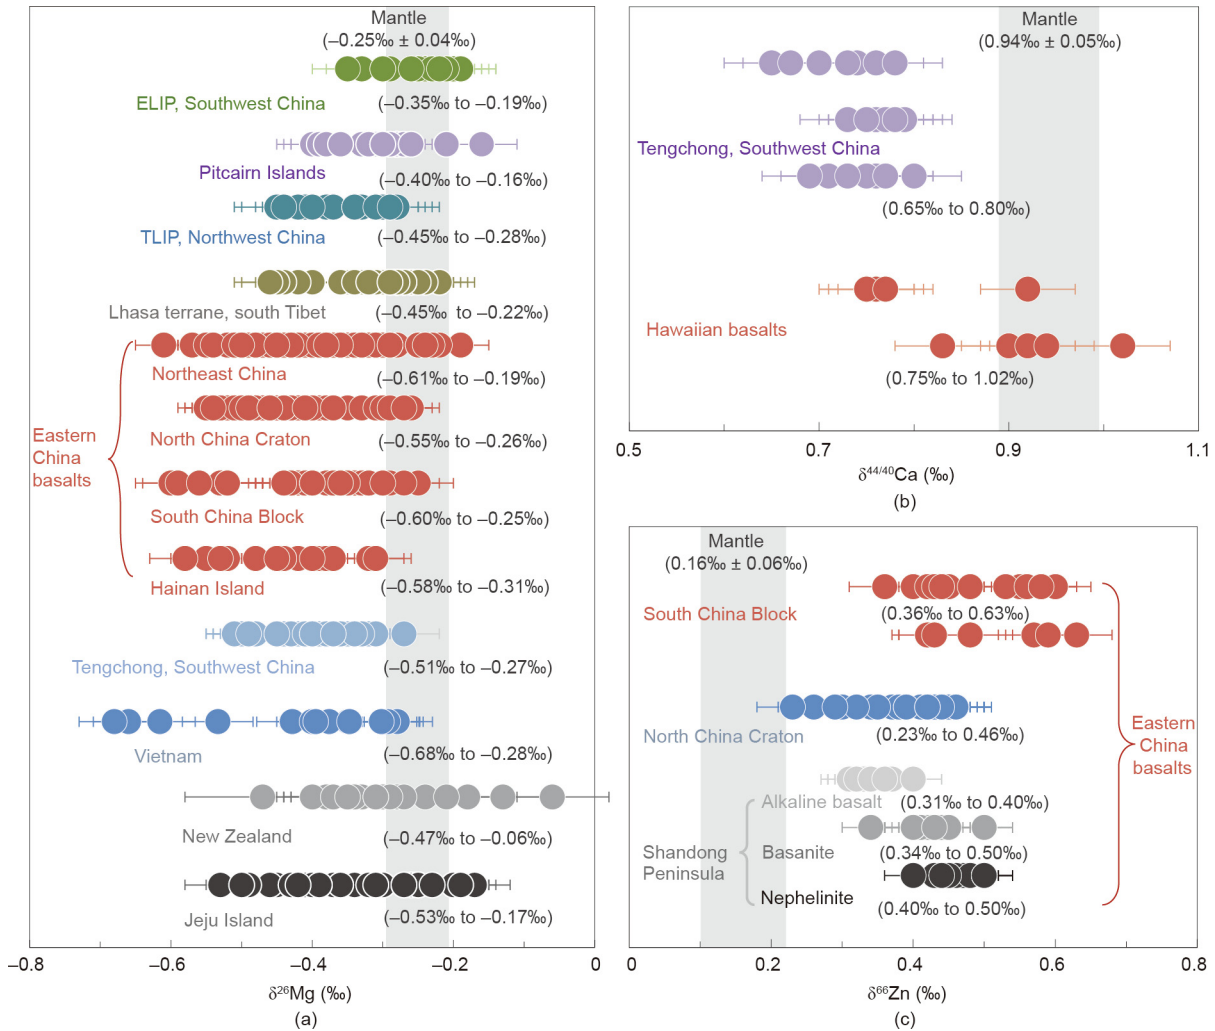 Mantle
(–0.25‰ ± 0.04‰)
ELIP, Southwest China
(–0.35‰ to –0.19‰)
Pitcairn Islands
(–0.40‰ to –0.16‰)
TLIP, Northwest China
(–0.45‰ to –0.28‰)
Lhasa terrane, south Tibet
(–0.45‰ to –0.22‰)
Northeast China
(–0.61‰ to –0.19‰)
North China Craton
(–0.55‰ to –0.26‰)
Eastern
China
basalts
South China Block
(–0.60‰ to –0.25‰)
Hainan Island
(–0.58‰ to –0.31‰)
Tengchong, Southwest China
(–0.51‰ to –0.27‰)
Vietnam
(–0.68‰ to –0.28‰)
New Zealand
(–0.47‰ to –0.06‰)
Jeju Island
(–0.53‰ to –0.17‰)
–0.8 –0.6 –0.4 –0.2 0
δ²⁶Mg (‰)
(a)
Mantle
(0.94‰ ± 0.05‰)
Tengchong, Southwest China
(0.65‰ to 0.80‰)
Hawaiian basalts
(0.75‰ to 1.02‰)
0.5 0.7 0.9 1.1
δ⁴⁴/⁴⁰Ca (‰)
(b)
Mantle
(0.16‰ ± 0.06‰)
South China Block
(0.36‰ to 0.63‰)
North China Craton
(0.23‰ to 0.46‰)
Eastern
China
basalts
Alkaline basalt
(0.31‰ to 0.40‰)
Shandong
Peninsula
Basanite
(0.34‰ to 0.50‰)
Nephelinite
(0.40‰ to 0.50‰)
0 0.2 0.4 0.6 0.8
δ⁶⁶Zn (‰)
(c)